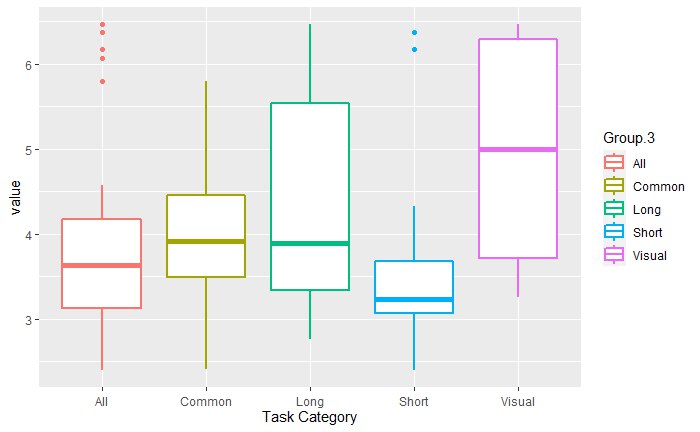 value
6
5
4
3
All Common Long Short Visual
Task Category
Group.3
All
Common
Long
Short
Visual